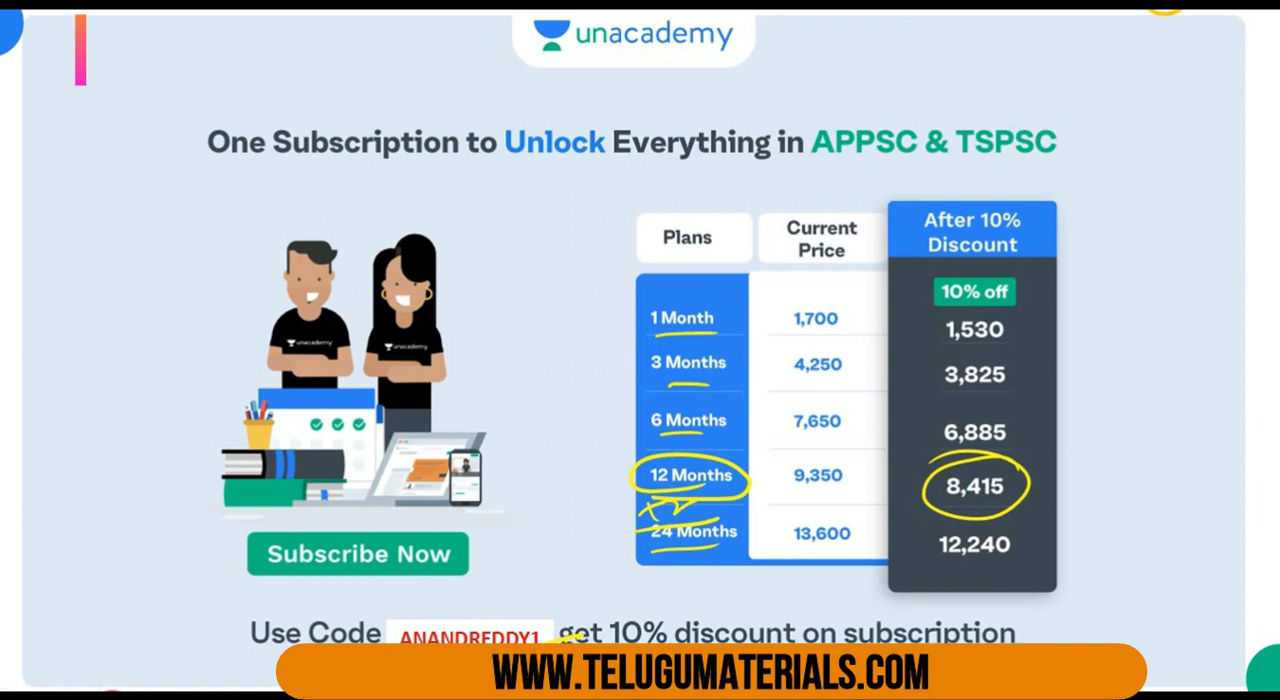 unacademy
One Subscription to Unlock Everything in APPSC & TSPSC
Plans Current Price After 10% Discount
10% off
1 Month 1,700 1,530
3 Months 4,250 3,825
6 Months 7,650 6,885
12 Months 9,350 8,415
24 Months 13,600 12,240
unacademy unacademy
Subscribe Now
Use Code ANANDREDDY1 get 10% discount on subscription
WWW.TELUGUMATERIALS.COM